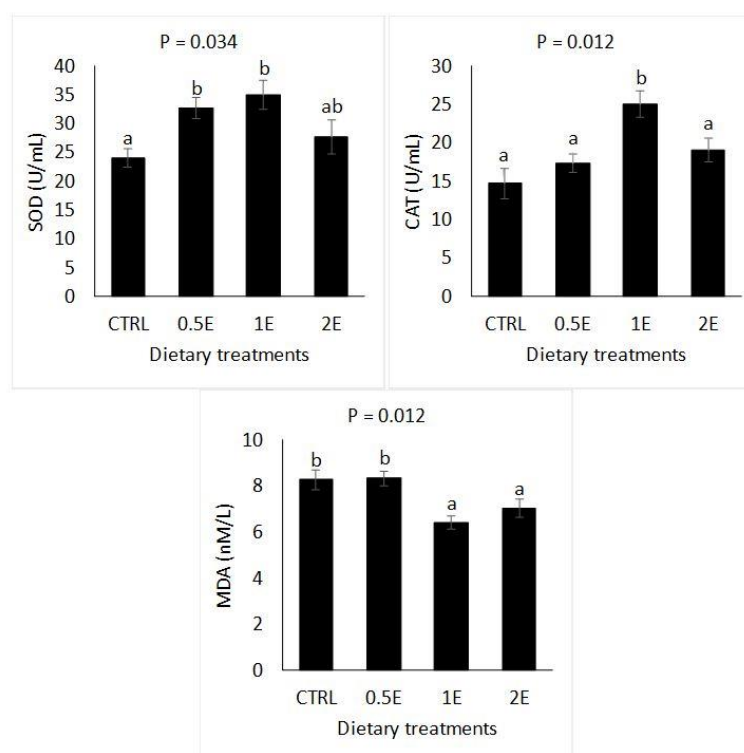 P = 0.034
40
35
30
25
20
15
10
5
0
SOD (U/mL)
a
b
b
ab
CTRL 0.5E 1E 2E
Dietary treatments
P = 0.012
30
25
20
15
10
5
0
CAT (U/mL)
a
a
b
a
CTRL 0.5E 1E 2E
Dietary treatments
P = 0.012
10
8
6
4
2
0
MDA (nM/L)
b
b
a
a
CTRL 0.5E 1E 2E
Dietary treatments